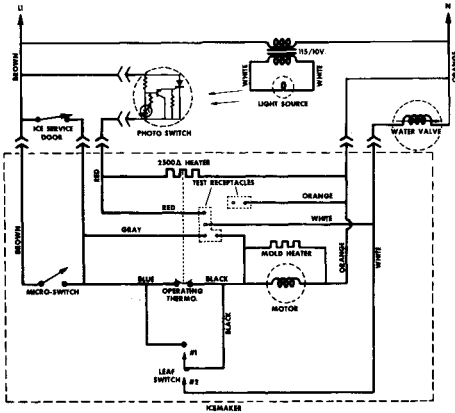 L1
N
BROWN
115/10V.
WHITE
WHITE
ORANGE
LIGHT SOURCE
PHOTO SWITCH
ICE SERVICE
DOOR
WATER VALVE
2500Δ HEATER
TEST RECEPTACLES
RED
ORANGE
RED
WHITE
GRAY
BROWN
MOLD HEATER
ORANGE
WHITE
MICRO-SWITCH
BLUE
BLACK
OPERATING
THERMO.
MOTOR
BLACK
#1
LEAF
SWITCH
#2
ICEMAKER